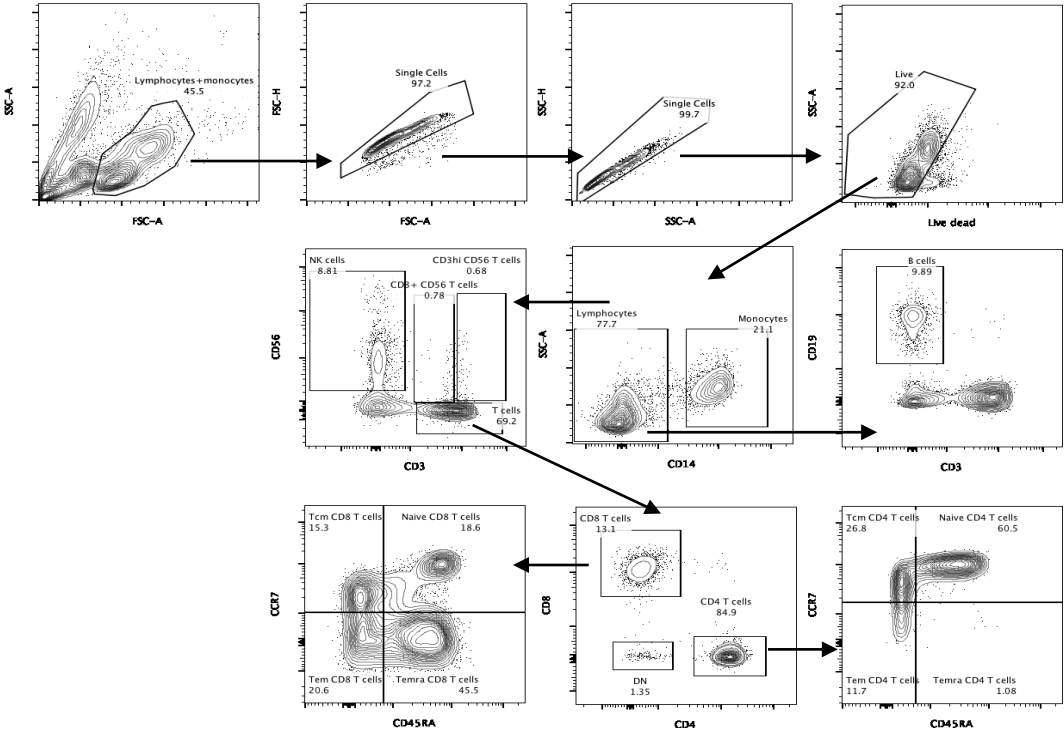 SSC-A
Lymphocytes+monocytes
45.5
FSC-A
FSC-H
Single Cells
97.2
FSC-A
SSC-H
Single Cells
99.7
SSC-A
SSC-A
Live
92.0
Live dead
CD56
NK cells
8.81
CD3hi CD56 T cells
0.68
CD8+ CD56 T cells
0.78
T cells
69.2
CD3
SSC-A
Lymphocytes
77.7
Monocytes
21.1
CD14
CD19
B cells
9.89
CD3
CCR7
Tcm CD8 T cells
15.3
Naive CD8 T cells
18.6
Tem CD8 T cells
20.6
Temra CD8 T cells
45.5
CD45RA
CD8
CD8 T cells
13.1
CD4 T cells
84.9
DN
1.35
CD4
CCR7
Tcm CD4 T cells
26.8
Naive CD4 T cells
60.5
Tem CD4 T cells
11.7
Temra CD4 T cells
1.08
CD45RA